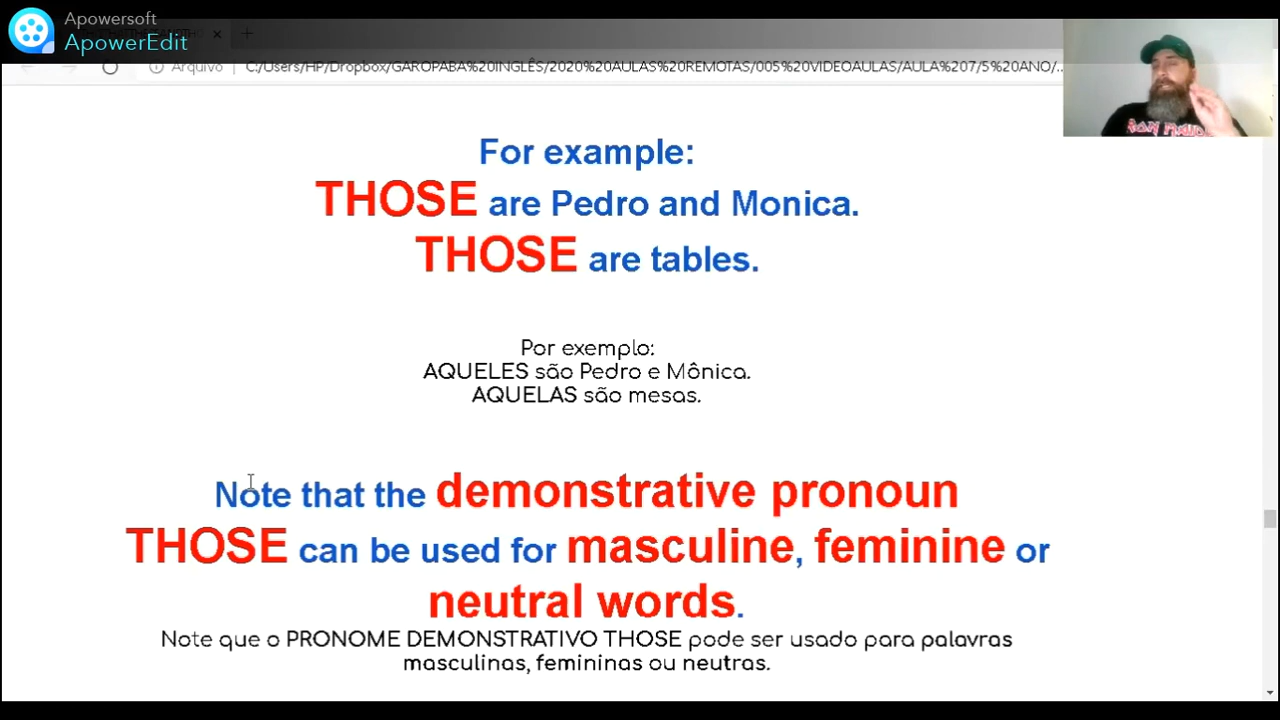 Apowersoft
ApowerEdit
Arquivo C:/Users/HP/Dropbox/GAROPABA%20INGLÊS/2020%20AULAS%20REMOTAS/005%20VIDEOAULAS/AULA%207/5%20ANO/...
For example:
THOSE are Pedro and Monica.
THOSE are tables.
Por exemplo:
AQUELES são Pedro e Mônica.
AQUELAS são mesas.
Note that the demonstrative pronoun
THOSE can be used for masculine, feminine or
neutral words.
Note que o PRONOME DEMONSTRATIVO THOSE pode ser usado para palavras
masculinas, femininas ou neutras.